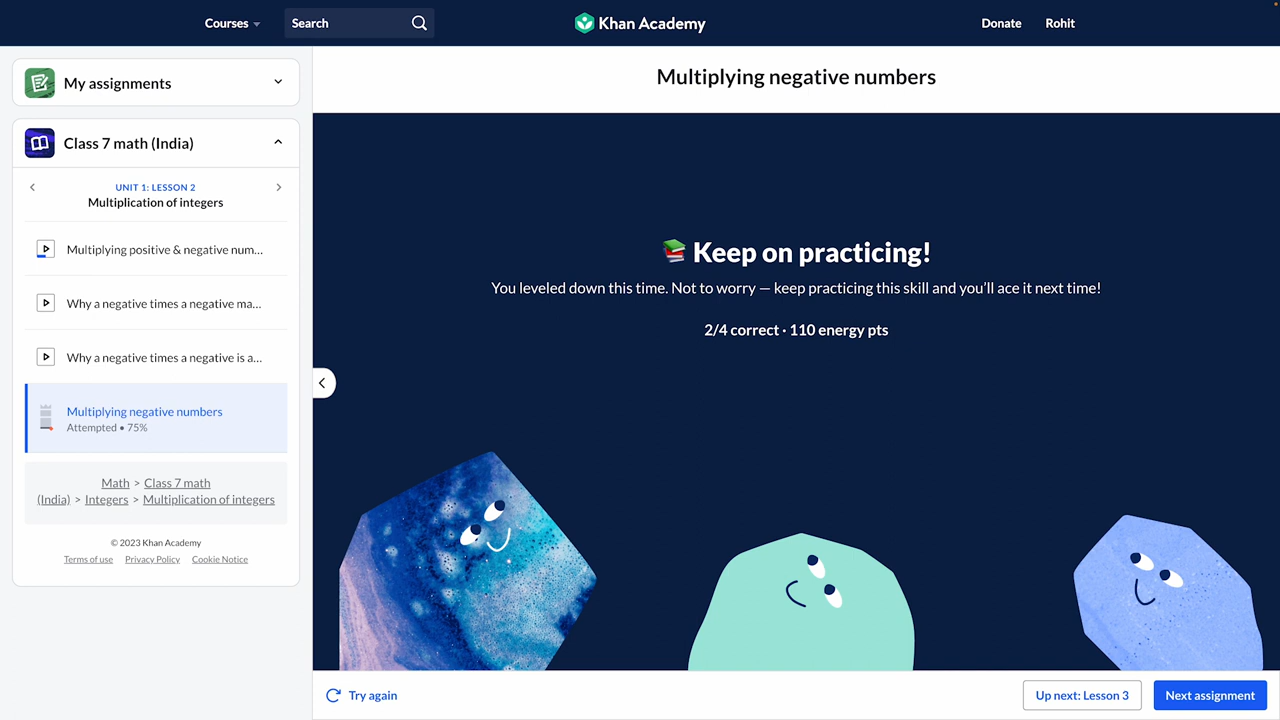 Courses
Search
Khan Academy
Donate
Rohit
My assignments
Class 7 math (India)
UNIT 1: LESSON 2
Multiplication of integers
Multiplying positive & negative num...
Why a negative times a negative ma...
Why a negative times a negative is a...
Multiplying negative numbers
Attempted • 75%
Math > Class 7 math
(India) > Integers > Multiplication of integers
© 2023 Khan Academy
Terms of use Privacy Policy Cookie Notice
Multiplying negative numbers
Keep on practicing!
You leveled down this time. Not to worry — keep practicing this skill and you'll ace it next time!
2/4 correct · 110 energy pts
Try again
Up next: Lesson 3
Next assignment